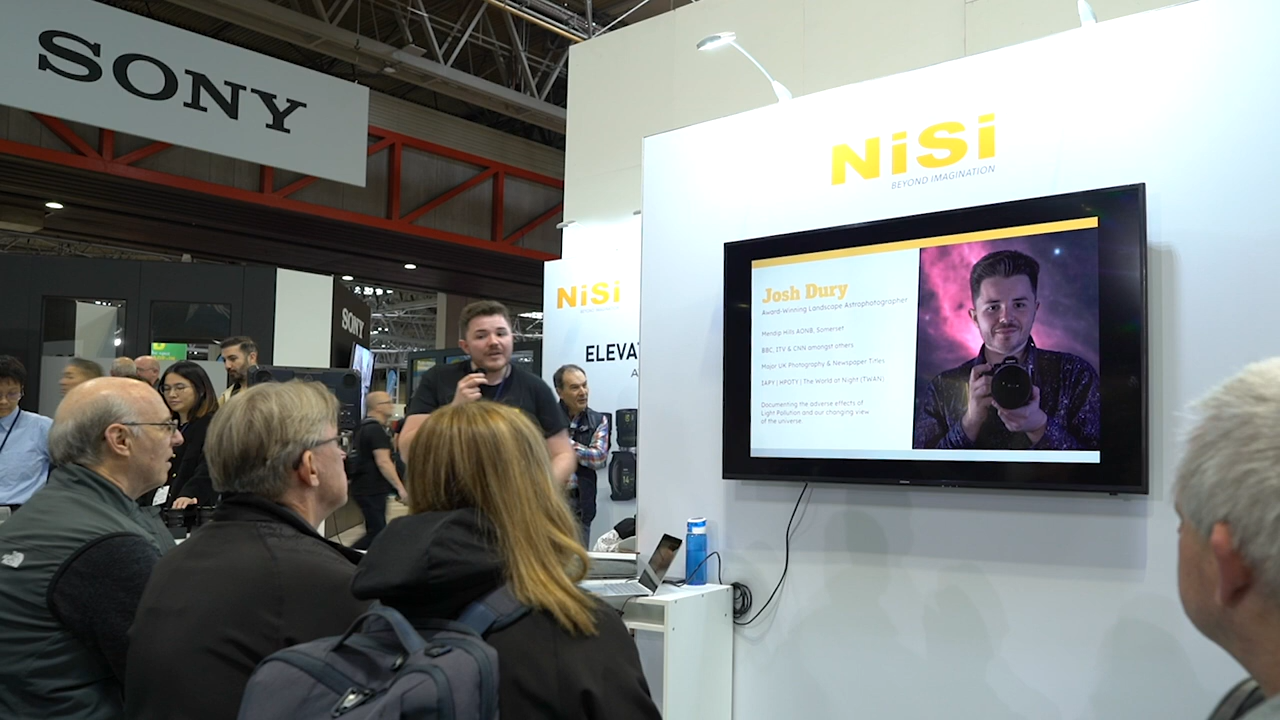 SONY
NiSi
BEYOND IMAGINATION
NiSi
SONY
ELEVA
Josh Dury
Award-Winning Landscape Astrophotographer
Mendip Hills AONB, Somerset
BBC, ITV & CNN amongst others
Major UK Photography & Newspaper Titles
IAPY | HPOTY | The World at Night (TWAN)
Documenting the adverse effects of
Light Pollution and our changing view
of the universe